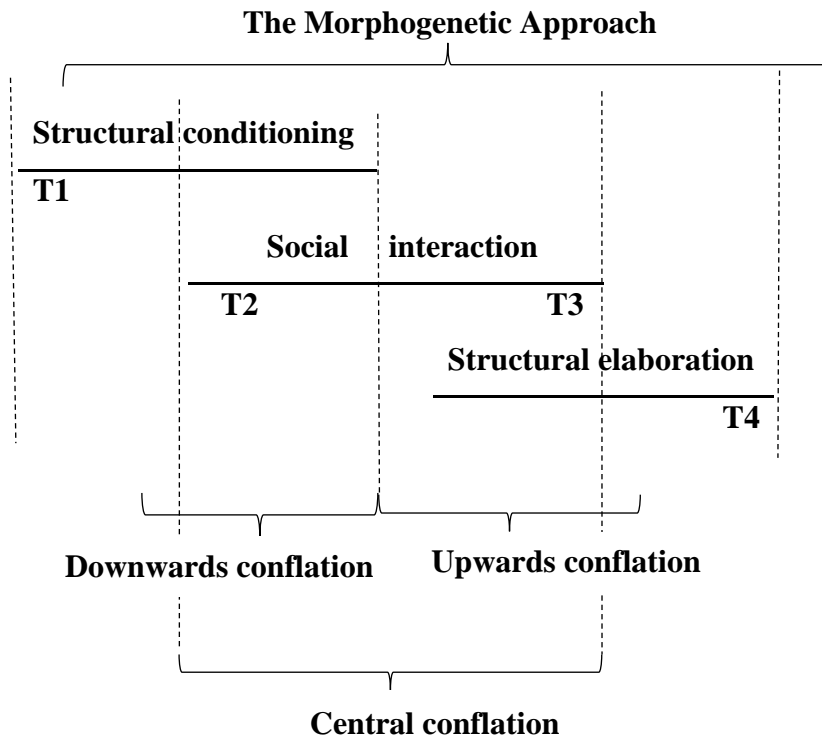 The Morphogenetic Approach
Structural conditioning
T1
Social interaction
T2 T3
Structural elaboration
T4
Downwards conflation
Upwards conflation
Central conflation